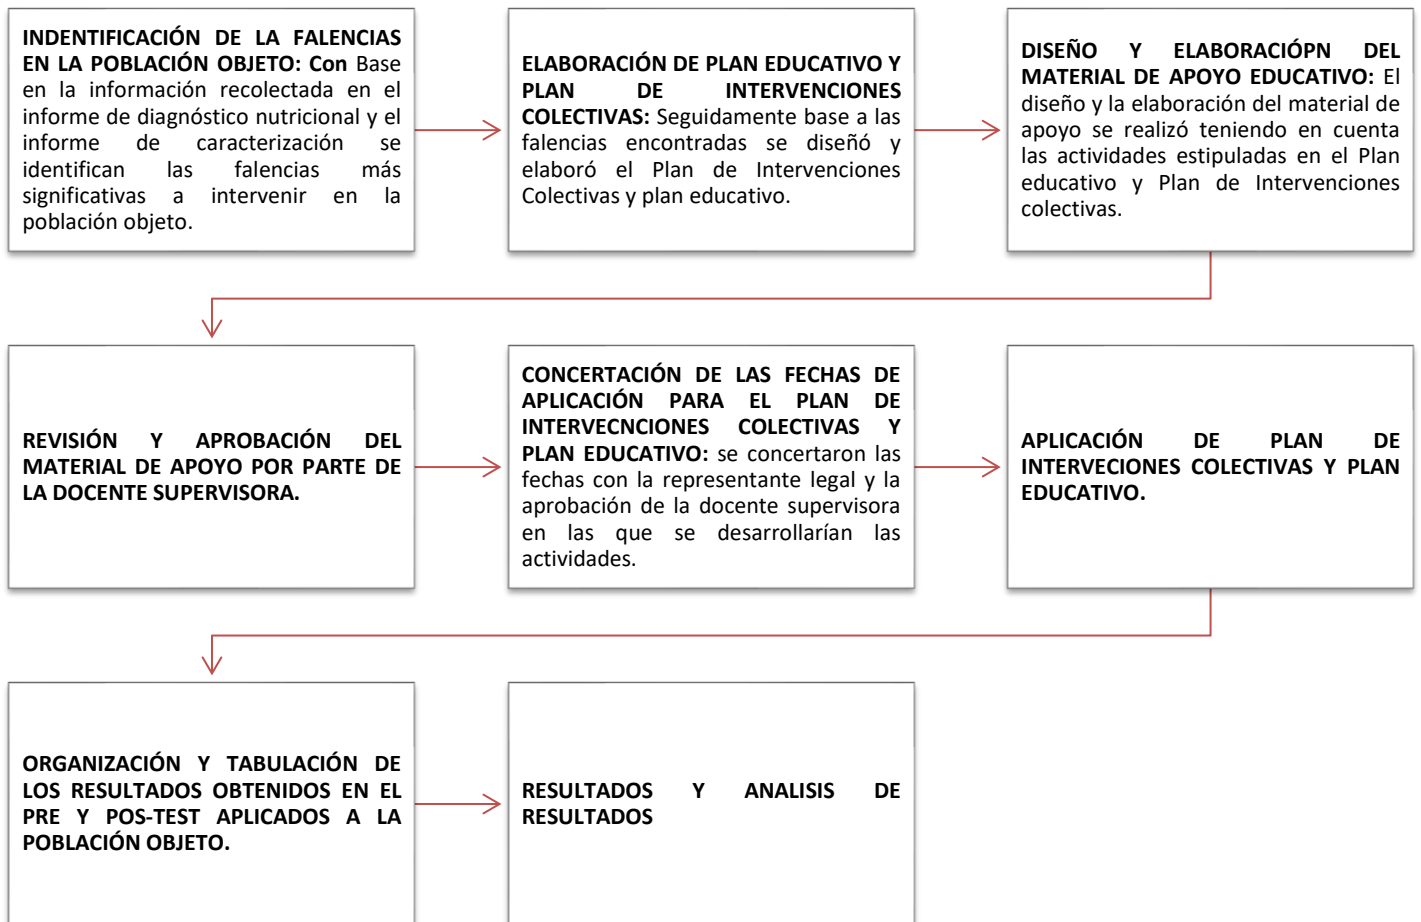 INDENTIFICACIÓN DE LA FALENCIAS
EN LA POBLACIÓN OBJETO: Con Base
en la información recolectada en el
informe de diagnóstico nutricional y el
informe de caracterización se
identifican las falencias más
significativas a intervenir en la
población objeto.
ELABORACIÓN DE PLAN EDUCATIVO Y
PLAN DE INTERVENCIONES
COLECTIVAS: Seguidamente base a las
falencias encontradas se diseñó y
elaboró el Plan de Intervenciones
Colectivas y plan educativo.
DISEÑO Y ELABORACIÓPN DEL
MATERIAL DE APOYO EDUCATIVO: El
diseño y la elaboración del material de
apoyo se realizó teniendo en cuenta
las actividades estipuladas en el Plan
educativo y Plan de Intervenciones
colectivas.
REVISIÓN Y APROBACIÓN DEL
MATERIAL DE APOYO POR PARTE DE
LA DOCENTE SUPERVISORA.
CONCERTACIÓN DE LAS FECHAS DE
APLICACIÓN PARA EL PLAN DE
INTERVECNCIONES COLECTIVAS Y
PLAN EDUCATIVO: se concertaron las
fechas con la representante legal y la
aprobación de la docente supervisora
en las que se desarrollarían las
actividades.
APLICACIÓN DE PLAN DE
INTERVECIONES COLECTIVAS Y PLAN
EDUCATIVO.
ORGANIZACIÓN Y TABULACIÓN DE
LOS RESULTADOS OBTENIDOS EN EL
PRE Y POS-TEST APLICADOS A LA
POBLACIÓN OBJETO.
RESULTADOS Y ANALISIS DE
RESULTADOS